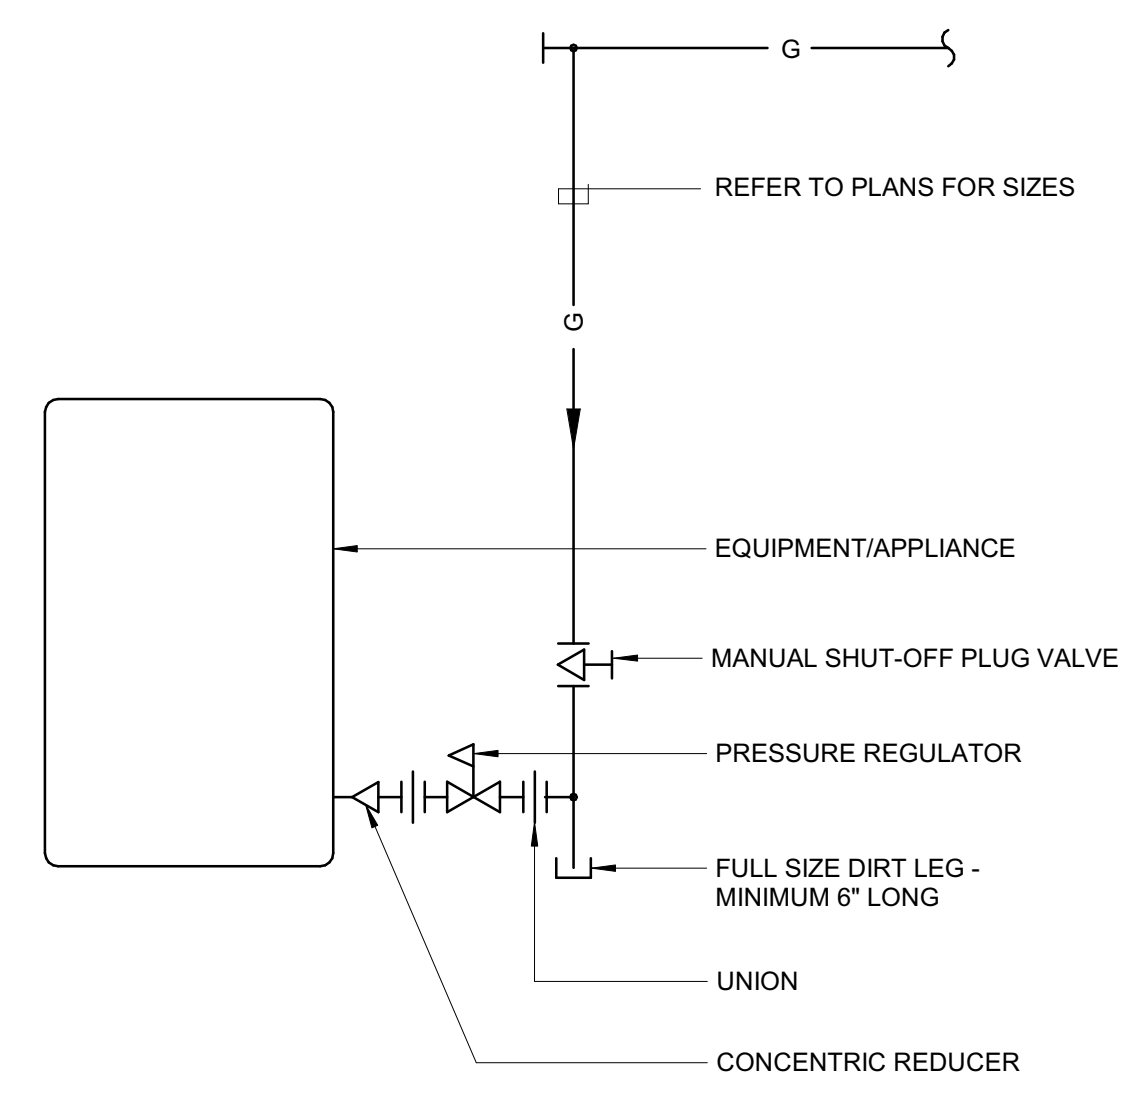 G
REFER TO PLANS FOR SIZES
G
EQUIPMENT/APPLIANCE
MANUAL SHUT-OFF PLUG VALVE
PRESSURE REGULATOR
FULL SIZE DIRT LEG -
MINIMUM 6" LONG
UNION
CONCENTRIC REDUCER